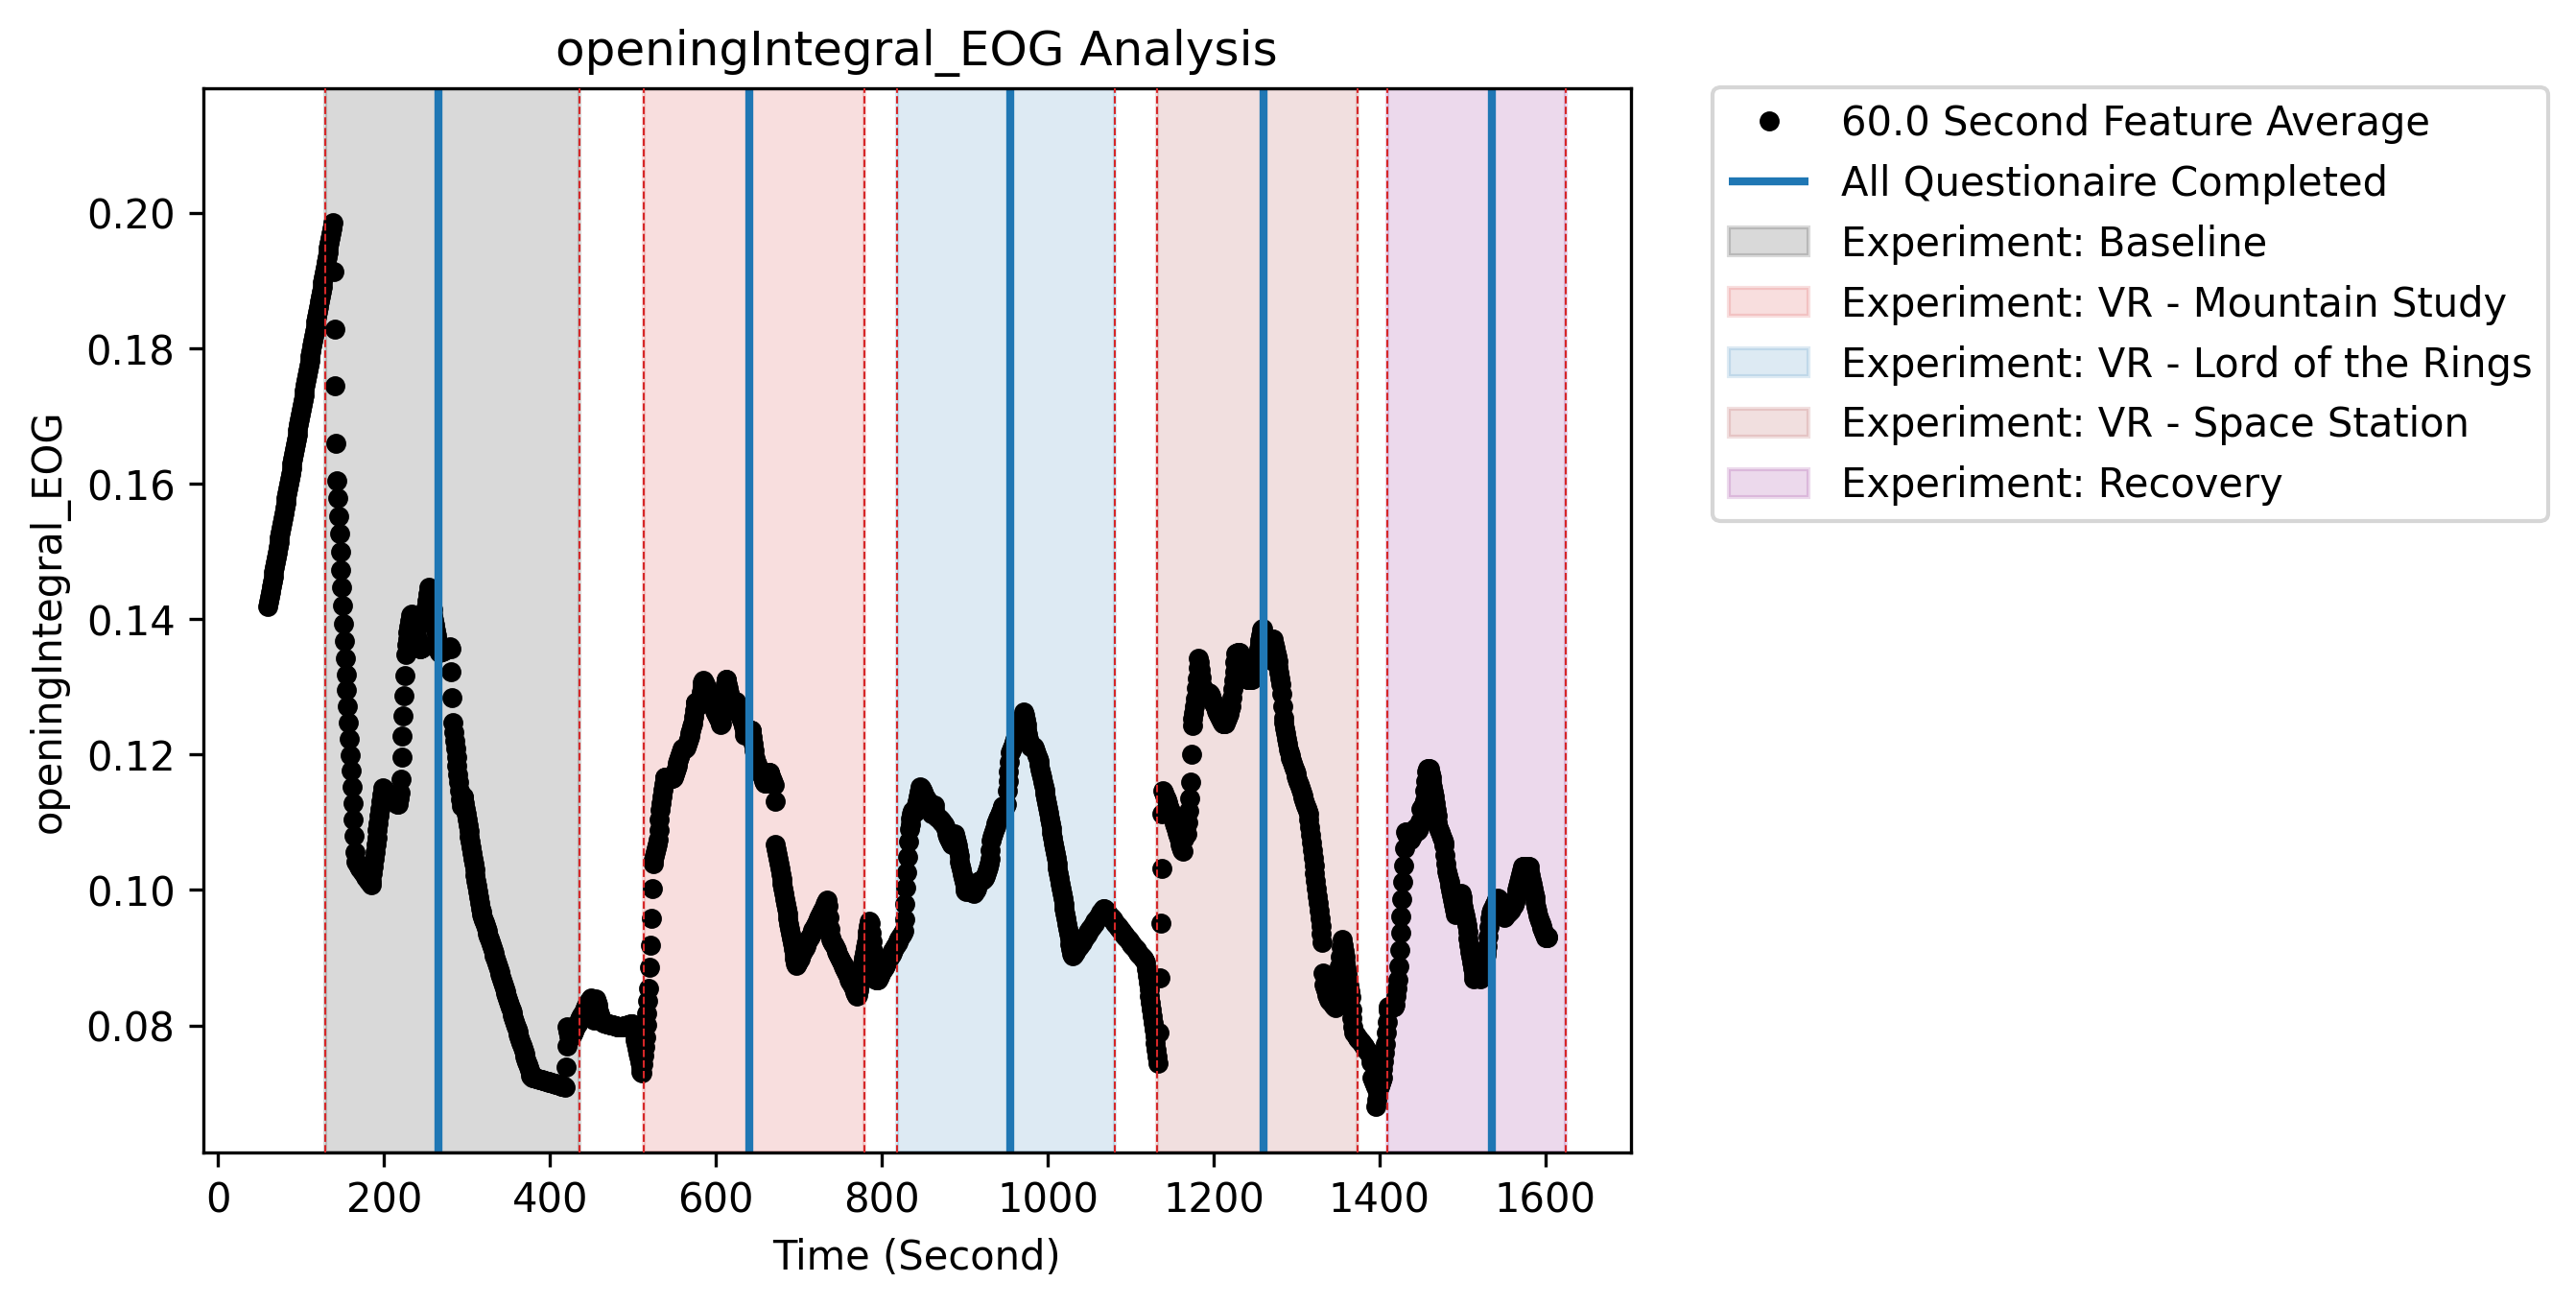 openingIntegral_EOG Analysis
openingIntegral_EOG
0.20
0.18
0.16
0.14
0.12
0.10
0.08
0 200 400 600 800 1000 1200 1400 1600
Time (Second)
60.0 Second Feature Average
All Questionaire Completed
Experiment: Baseline
Experiment: VR - Mountain Study
Experiment: VR - Lord of the Rings
Experiment: VR - Space Station
Experiment: Recovery